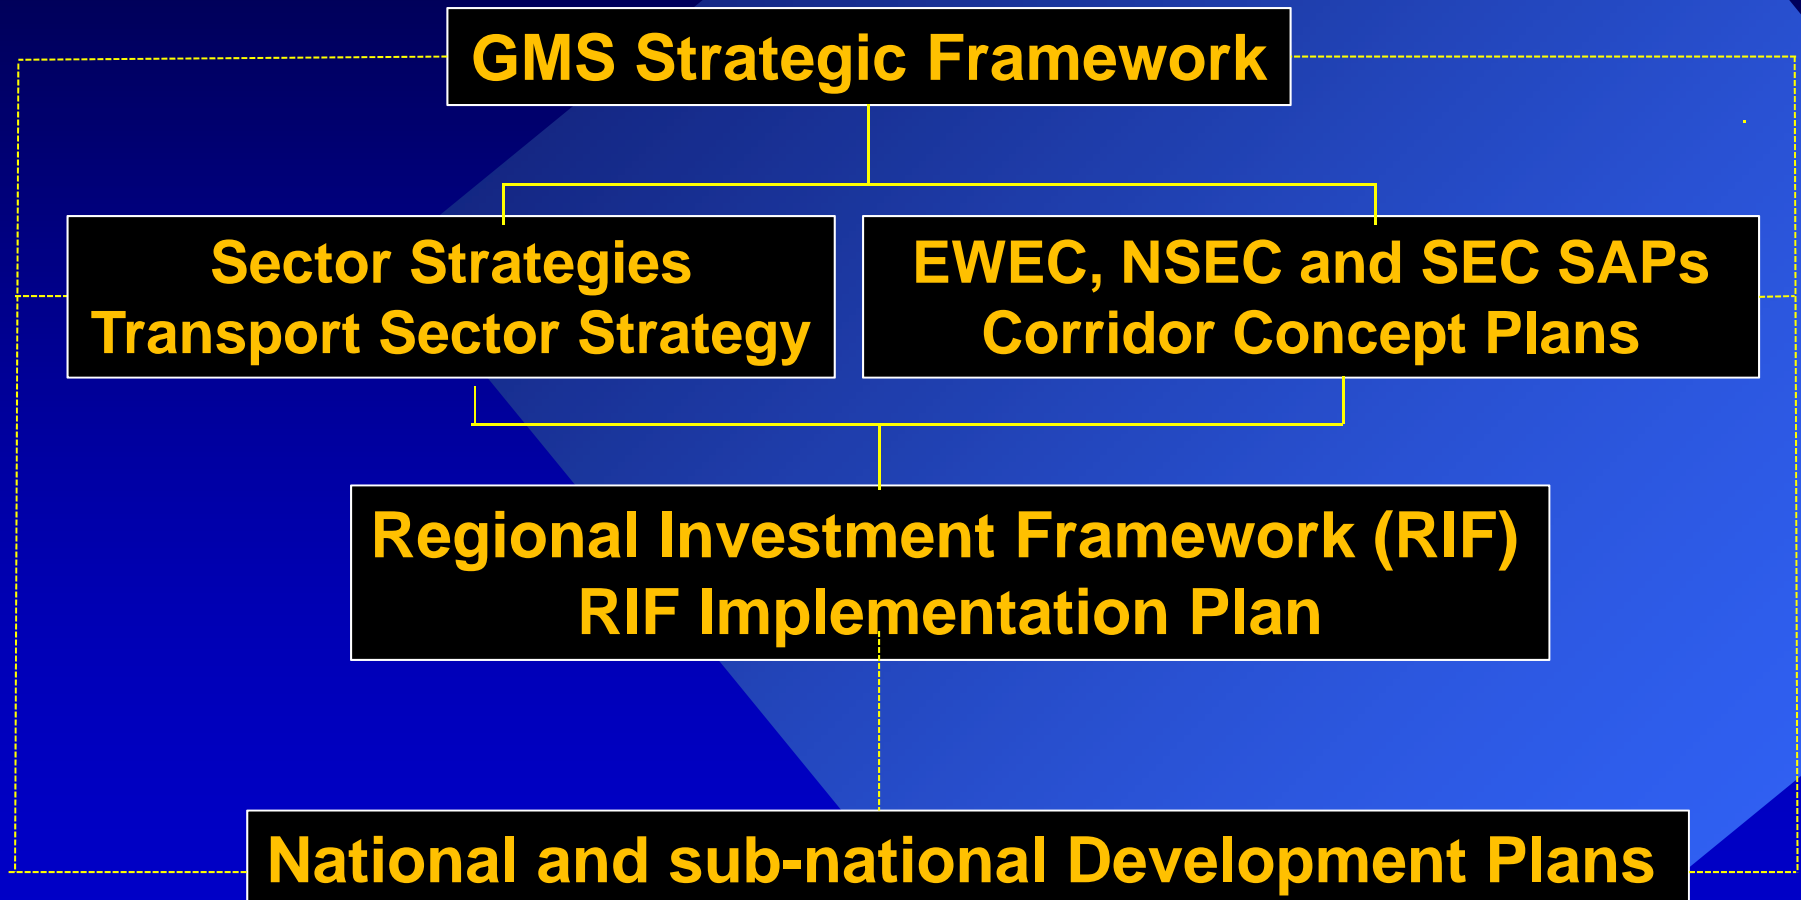 GMS Strategic Framework
Sector Strategies
Transport Sector Strategy
EWEC, NSEC and SEC SAPs
Corridor Concept Plans
Regional Investment Framework (RIF)
RIF Implementation Plan
National and sub-national Development Plans